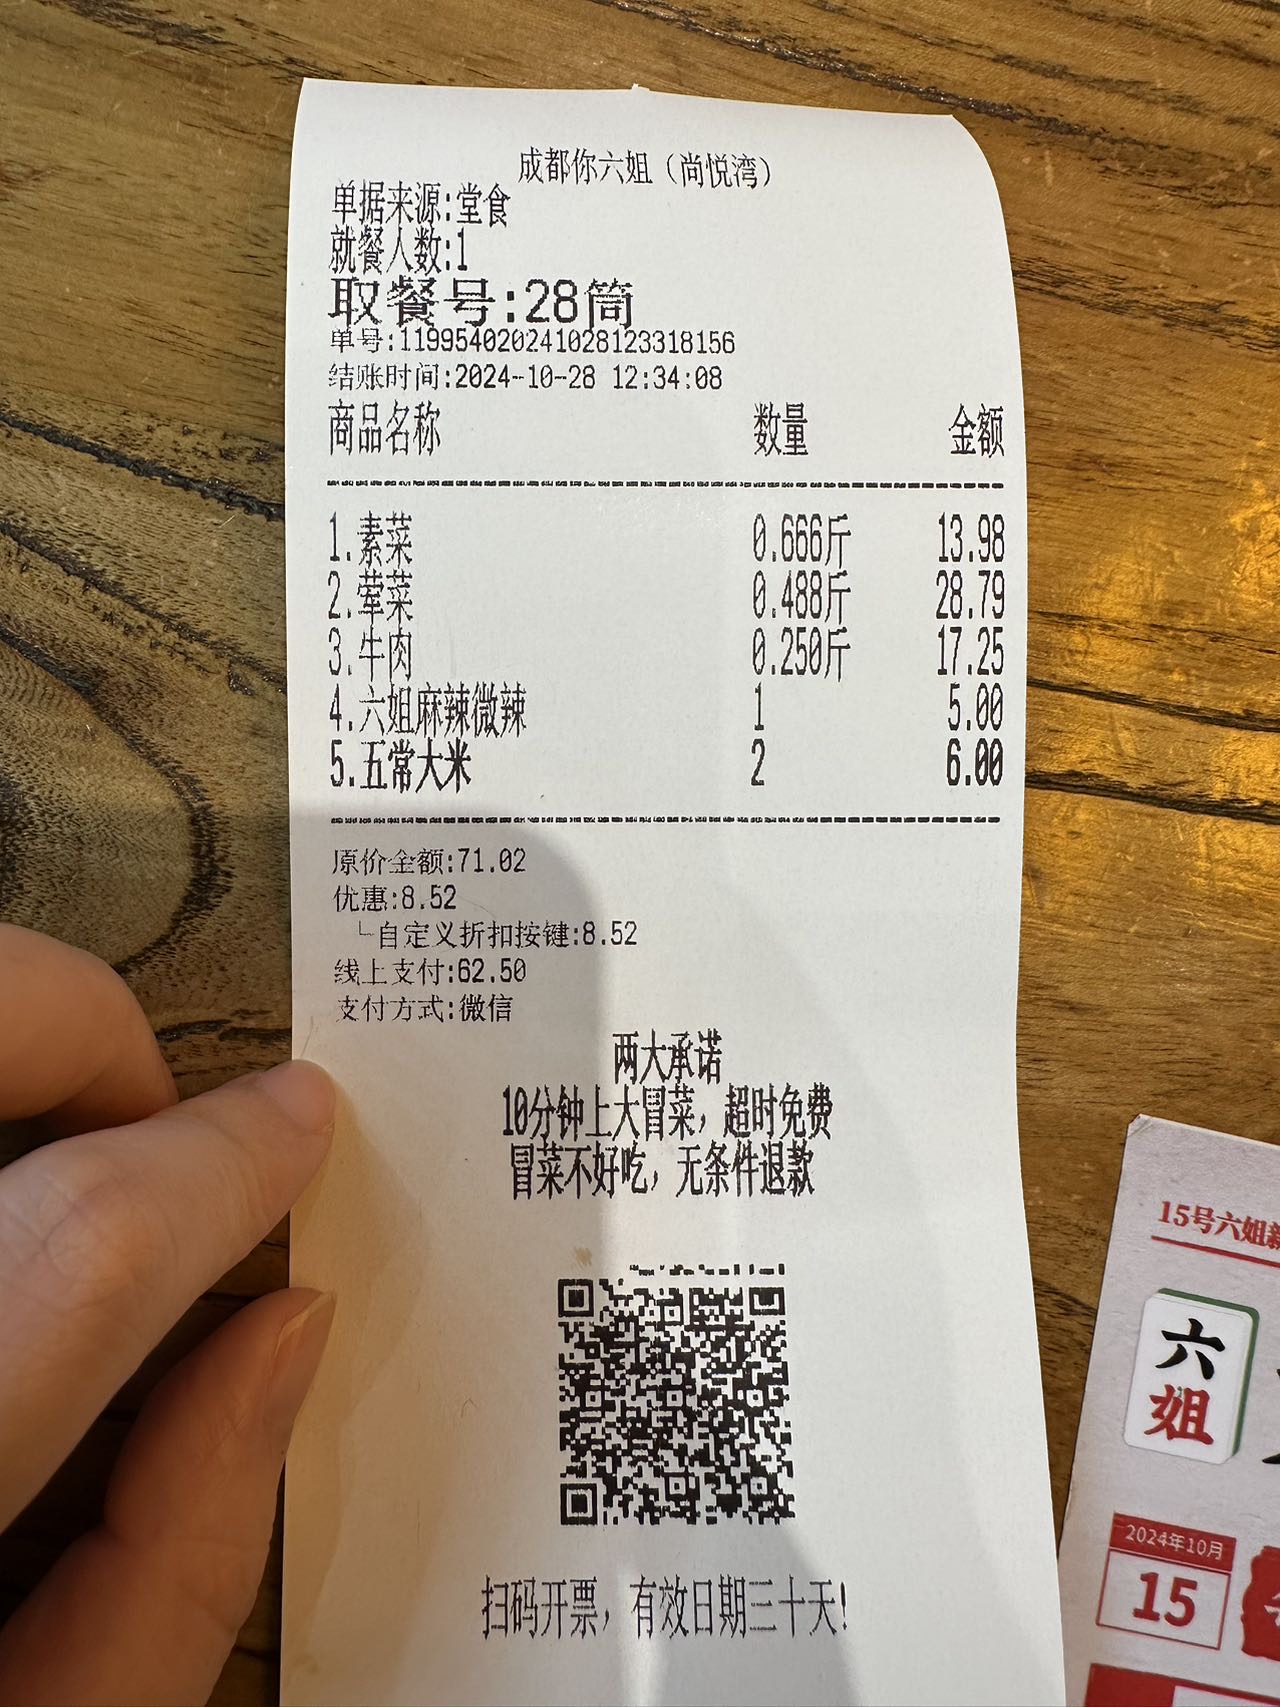 成都你六姐（尚悦湾）
单据来源:堂食
就餐人数:1
取餐号:28筒
单号:11995402024102812331 8156
结账时间:2024-10-28 12:34:08
商品名称 数量 金额
1.素菜 0.666斤 13.98
2.荤菜 0.488斤 28.79
3.牛肉 0.250斤 17.25
4.六姐麻辣微辣 1 5.00
5.五常大米 2 6.00
原价金额:71.02
优惠:8.52
└自定义折扣按键:8.52
线上支付:62.50
支付方式:微信
两大承诺
10分钟上大冒菜，超时免费
冒菜不好吃，无条件退款
扫码开票，有效日期三十天!
15号六姐
六
姐
2024年10月
15